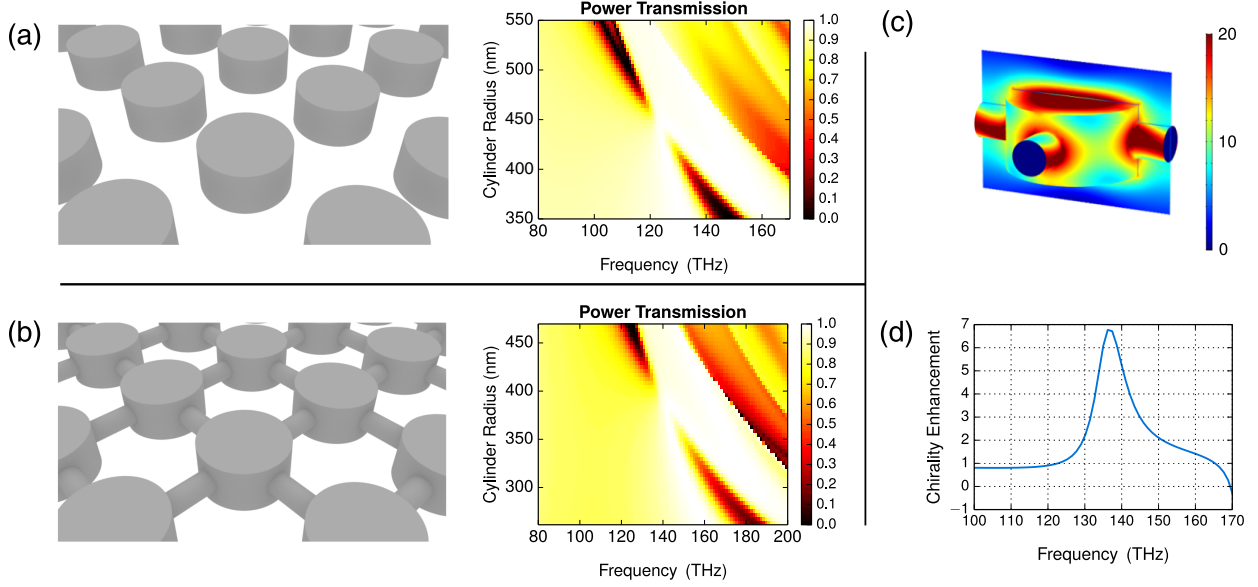 (a)
Power Transmission
550
500
450
400
350
Cylinder Radius (nm)
80 100 120 140 160
Frequency (THz)
1.0
0.9
0.8
0.7
0.6
0.5
0.4
0.3
0.2
0.1
0.0
(b)
Power Transmission
450
400
350
300
Cylinder Radius (nm)
80 100 120 140 160 180 200
Frequency (THz)
1.0
0.9
0.8
0.7
0.6
0.5
0.4
0.3
0.2
0.1
0.0
(c)
20
10
0
(d)
7
6
5
4
3
2
1
0
−1
Chirality Enhancement
100 110 120 130 140 150 160 170
Frequency (THz)